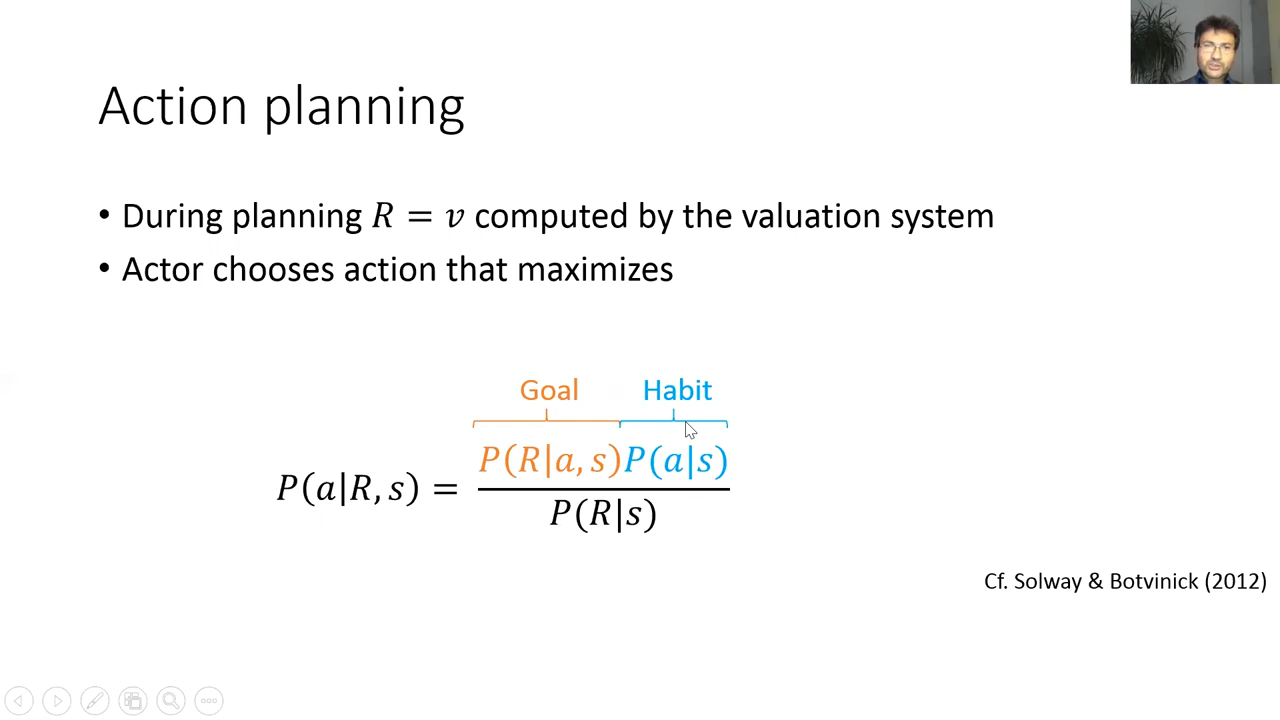 Action planning
• During planning R = v computed by the valuation system
• Actor chooses action that maximizes
Goal Habit
P(a|R, s) = P(R|a, s)P(a|s)
P(R|s)
Cf. Solway & Botvinick (2012)